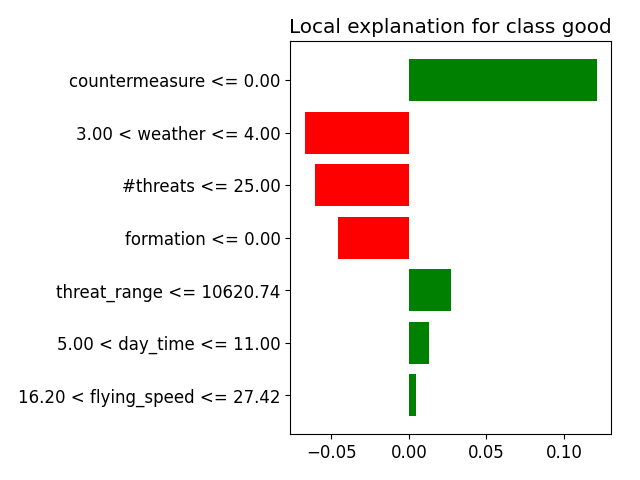 Local explanation for class good
countermeasure <= 0.00
3.00 < weather <= 4.00
#threats <= 25.00
formation <= 0.00
threat_range <= 10620.74
5.00 < day_time <= 11.00
16.20 < flying_speed <= 27.42
−0.05 0.00 0.05 0.10